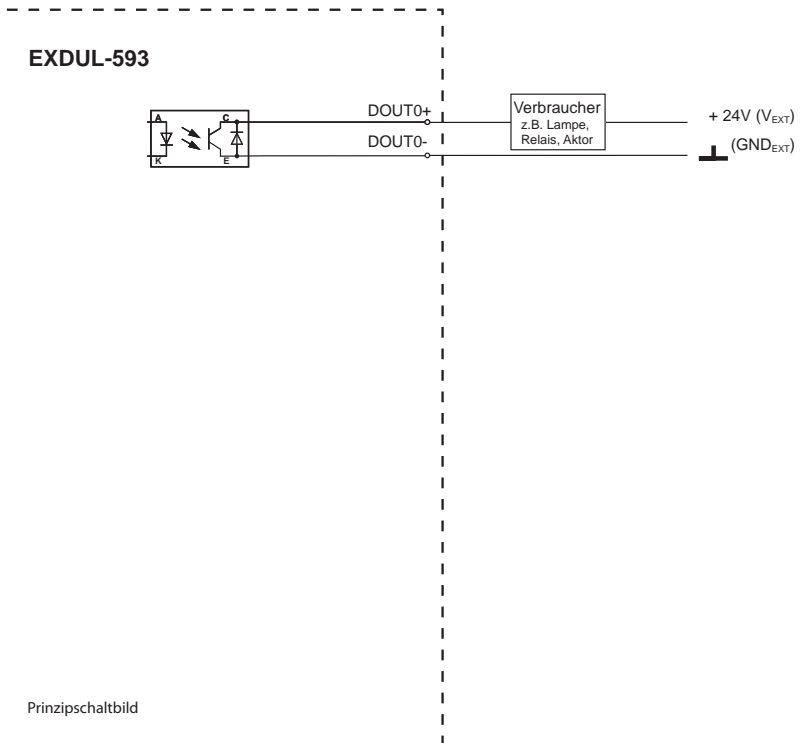 EXDUL-593
A
C
K
E
DOUT0+
DOUT0-
Verbraucher
z.B. Lampe,
Relais, Aktor
+ 24V (VEXT)
(GNDEXT)
Prinzipschaltbild